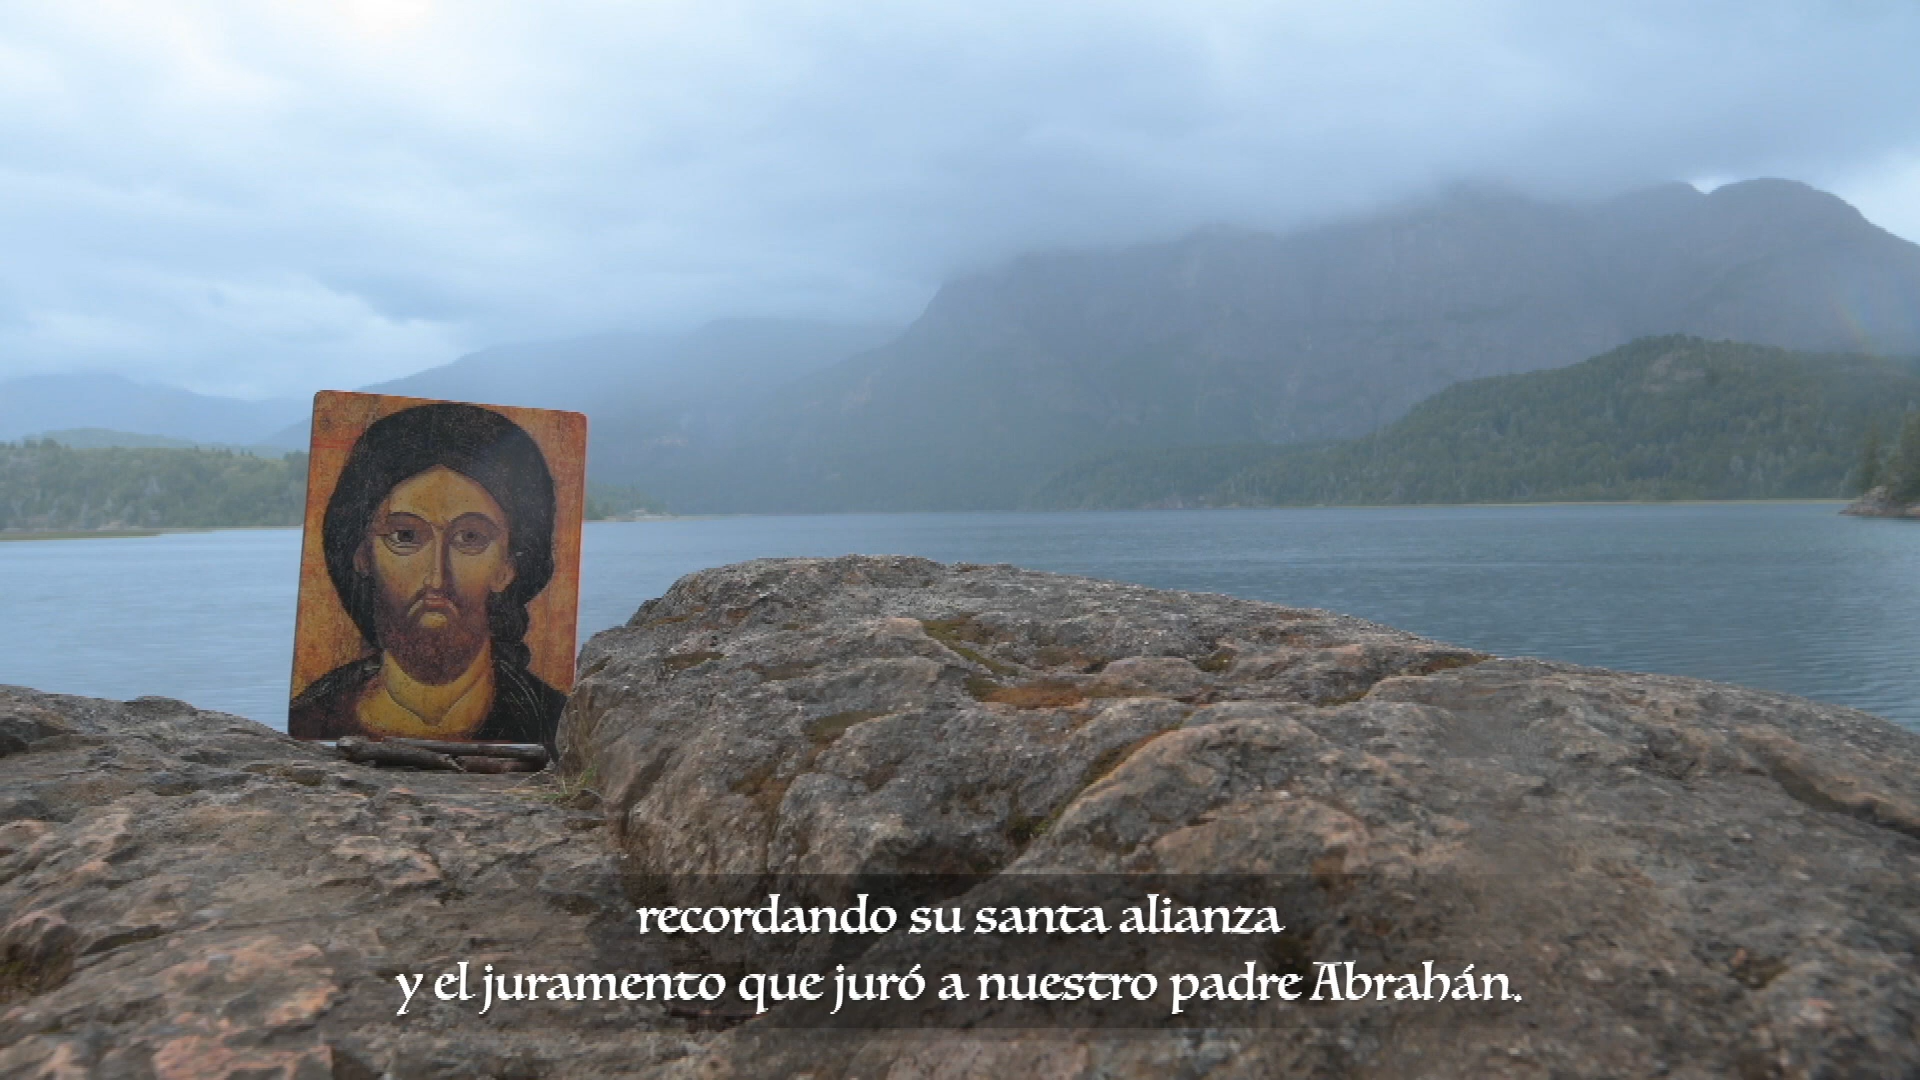 recordando su santa alianza
y el juramento que juró a nuestro padre Abrahán.